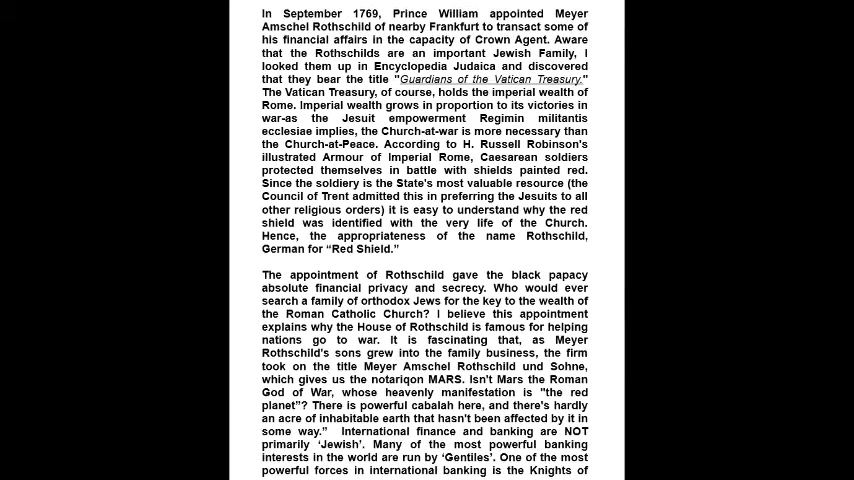 In September 1769, Prince William appointed Meyer
Amschel Rothschild of nearby Frankfurt to transact some of
his financial affairs in the capacity of Crown Agent. Aware
that the Rothschilds are an important Jewish Family, I
looked them up in Encyclopedia Judaica and discovered
that they bear the title "Guardians of the Vatican Treasury."
The Vatican Treasury, of course, holds the imperial wealth of
Rome. Imperial wealth grows in proportion to its victories in
war-as the Jesuit empowerment Regimin militantis
ecclesiae implies, the Church-at-war is more necessary than
the Church-at-Peace. According to H. Russell Robinson's
illustrated Armour of Imperial Rome, Caesarean soldiers
protected themselves in battle with shields painted red.
Since the soldiery is the State's most valuable resource (the
Council of Trent admitted this in preferring the Jesuits to all
other religious orders) it is easy to understand why the red
shield was identified with the very life of the Church.
Hence, the appropriateness of the name Rothschild,
German for “Red Shield.”
The appointment of Rothschild gave the black papacy
absolute financial privacy and secrecy. Who would ever
search a family of orthodox Jews for the key to the wealth of
the Roman Catholic Church? I believe this appointment
explains why the House of Rothschild is famous for helping
nations go to war. It is fascinating that, as Meyer
Rothschild's sons grew into the family business, the firm
took on the title Meyer Amschel Rothschild und Sohne,
which gives us the notariqon MARS. Isn't Mars the Roman
God of War, whose heavenly manifestation is "the red
planet”? There is powerful cabalah here, and there's hardly
an acre of inhabitable earth that hasn't been affected by it in
some way.” International finance and banking are NOT
primarily ‘Jewish’. Many of the most powerful banking
interests in the world are run by ‘Gentiles’. One of the most
powerful forces in international banking is the Knights of